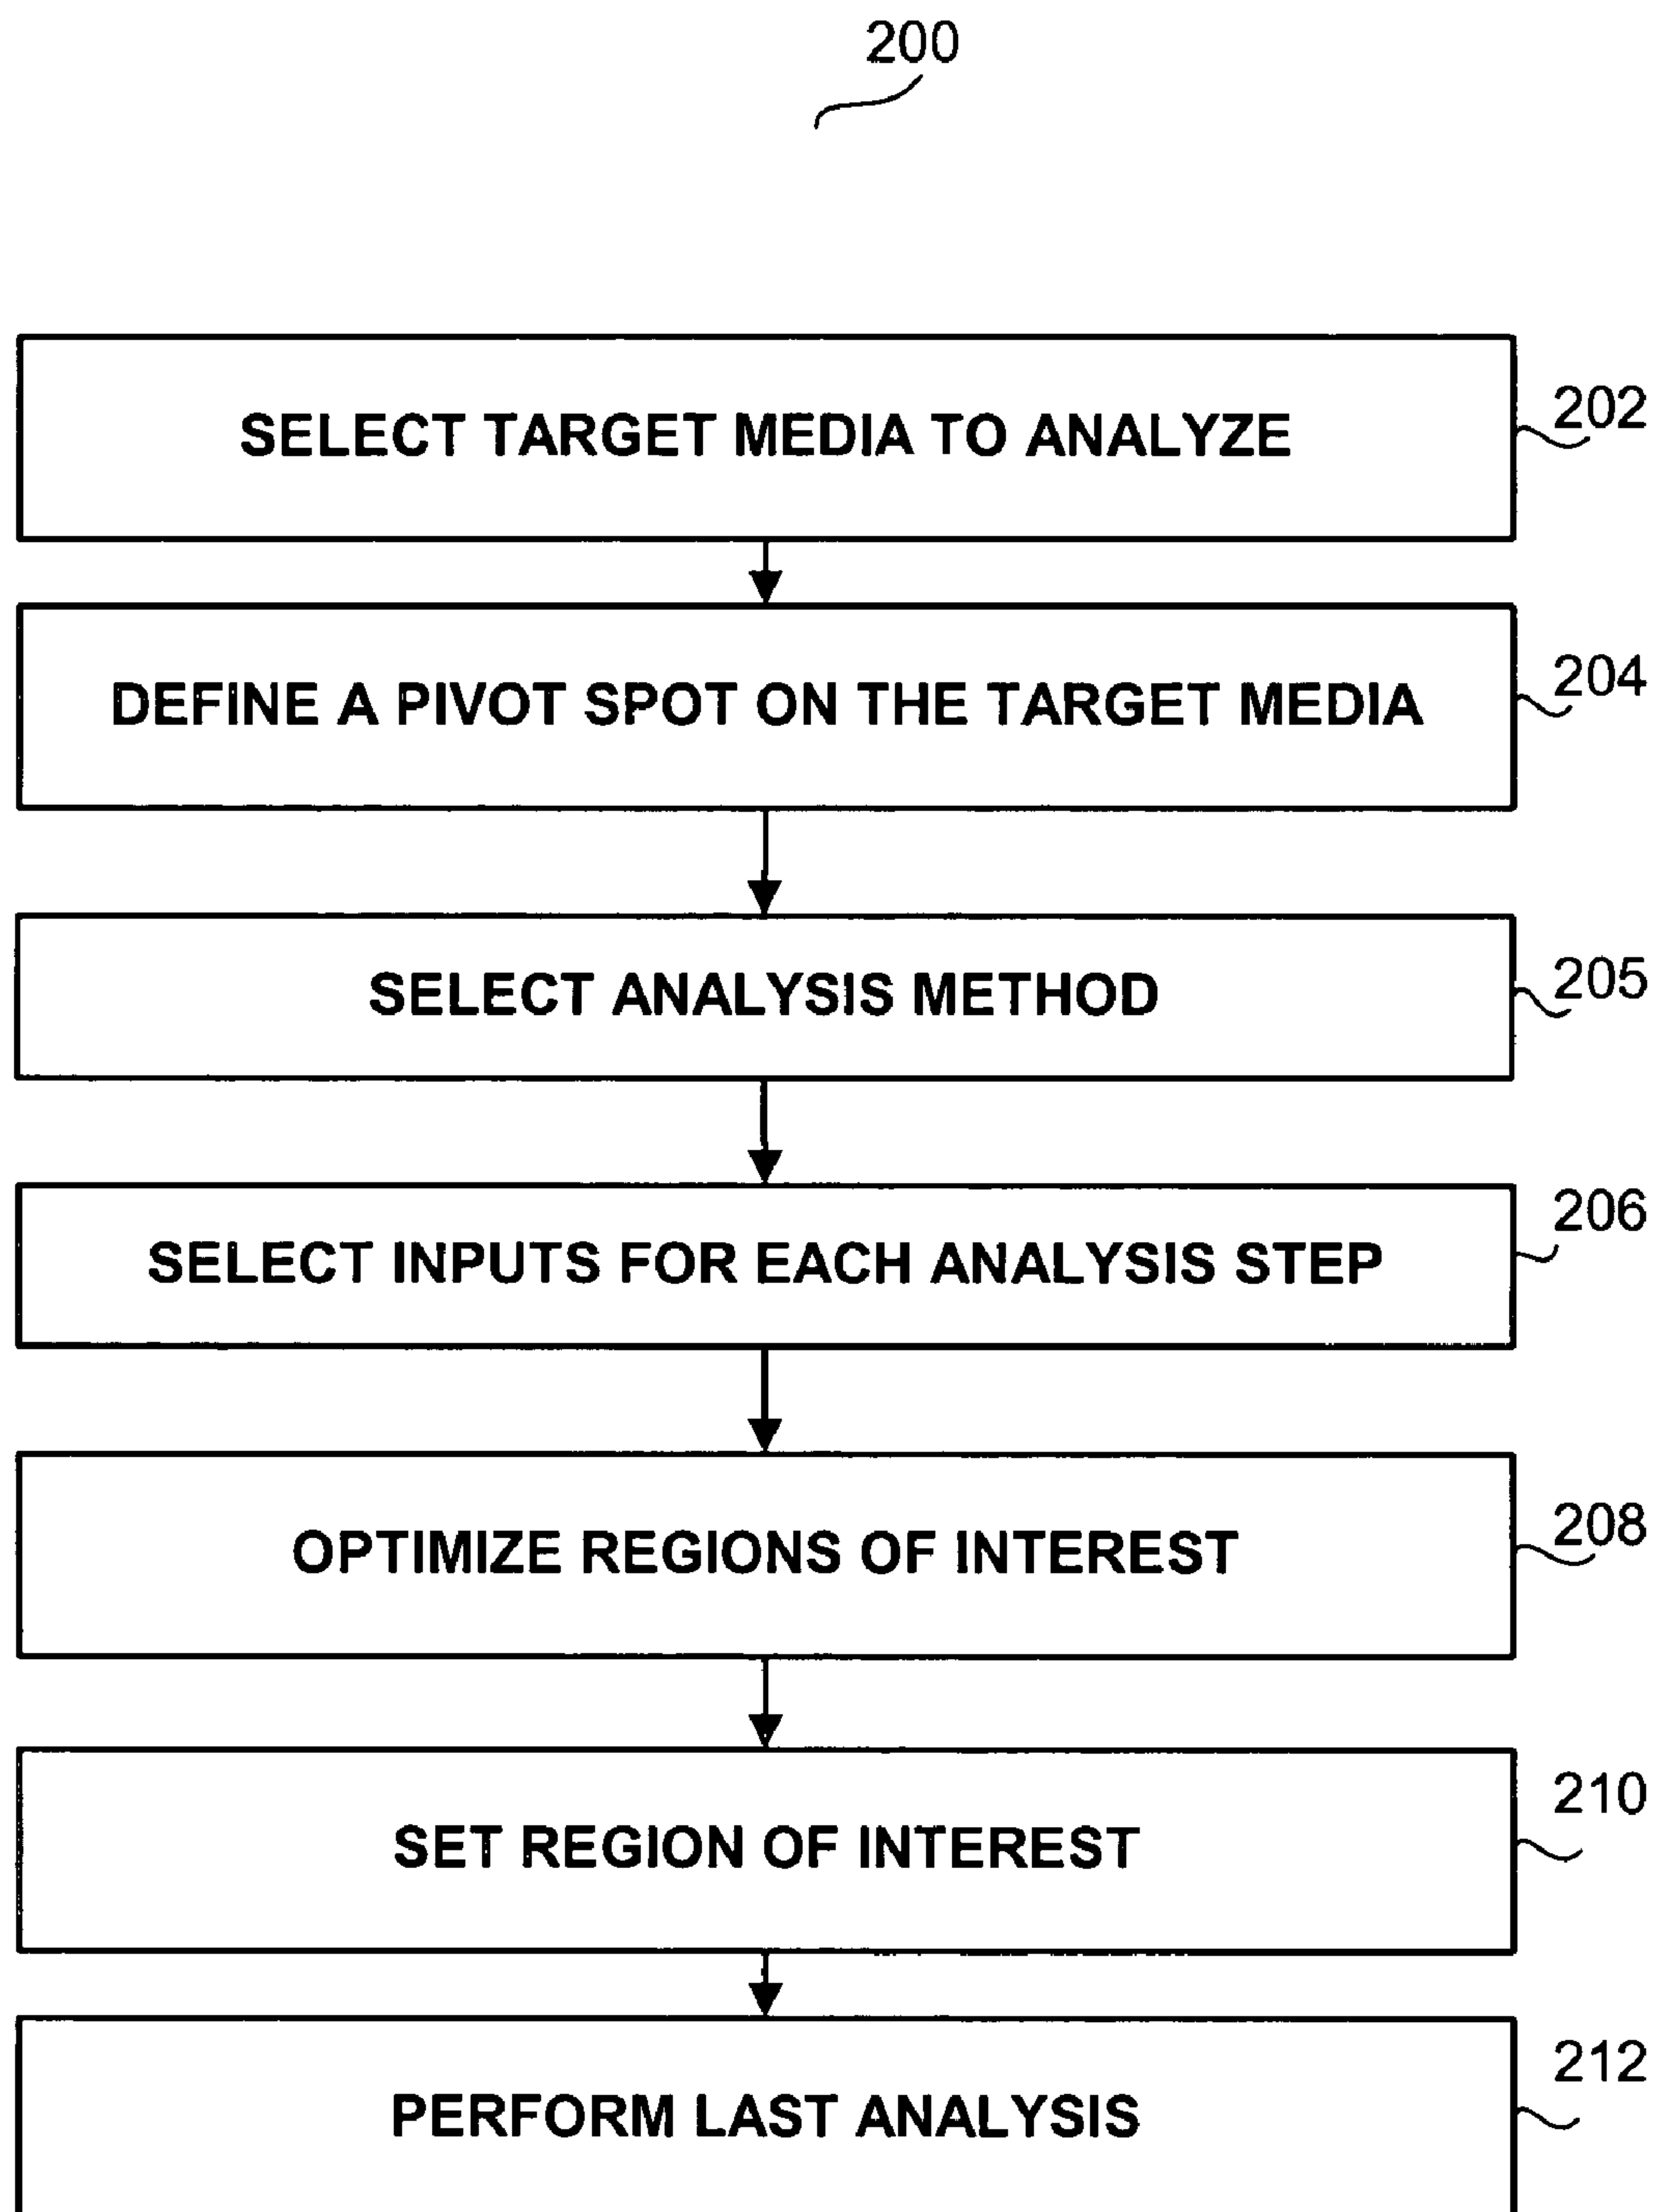 200
SELECT TARGET MEDIA TO ANALYZE
202
DEFINE A PIVOT SPOT ON THE TARGET MEDIA
204
SELECT ANALYSIS METHOD
205
SELECT INPUTS FOR EACH ANALYSIS STEP
206
OPTIMIZE REGIONS OF INTEREST
208
SET REGION OF INTEREST
210
PERFORM LAST ANALYSIS
212